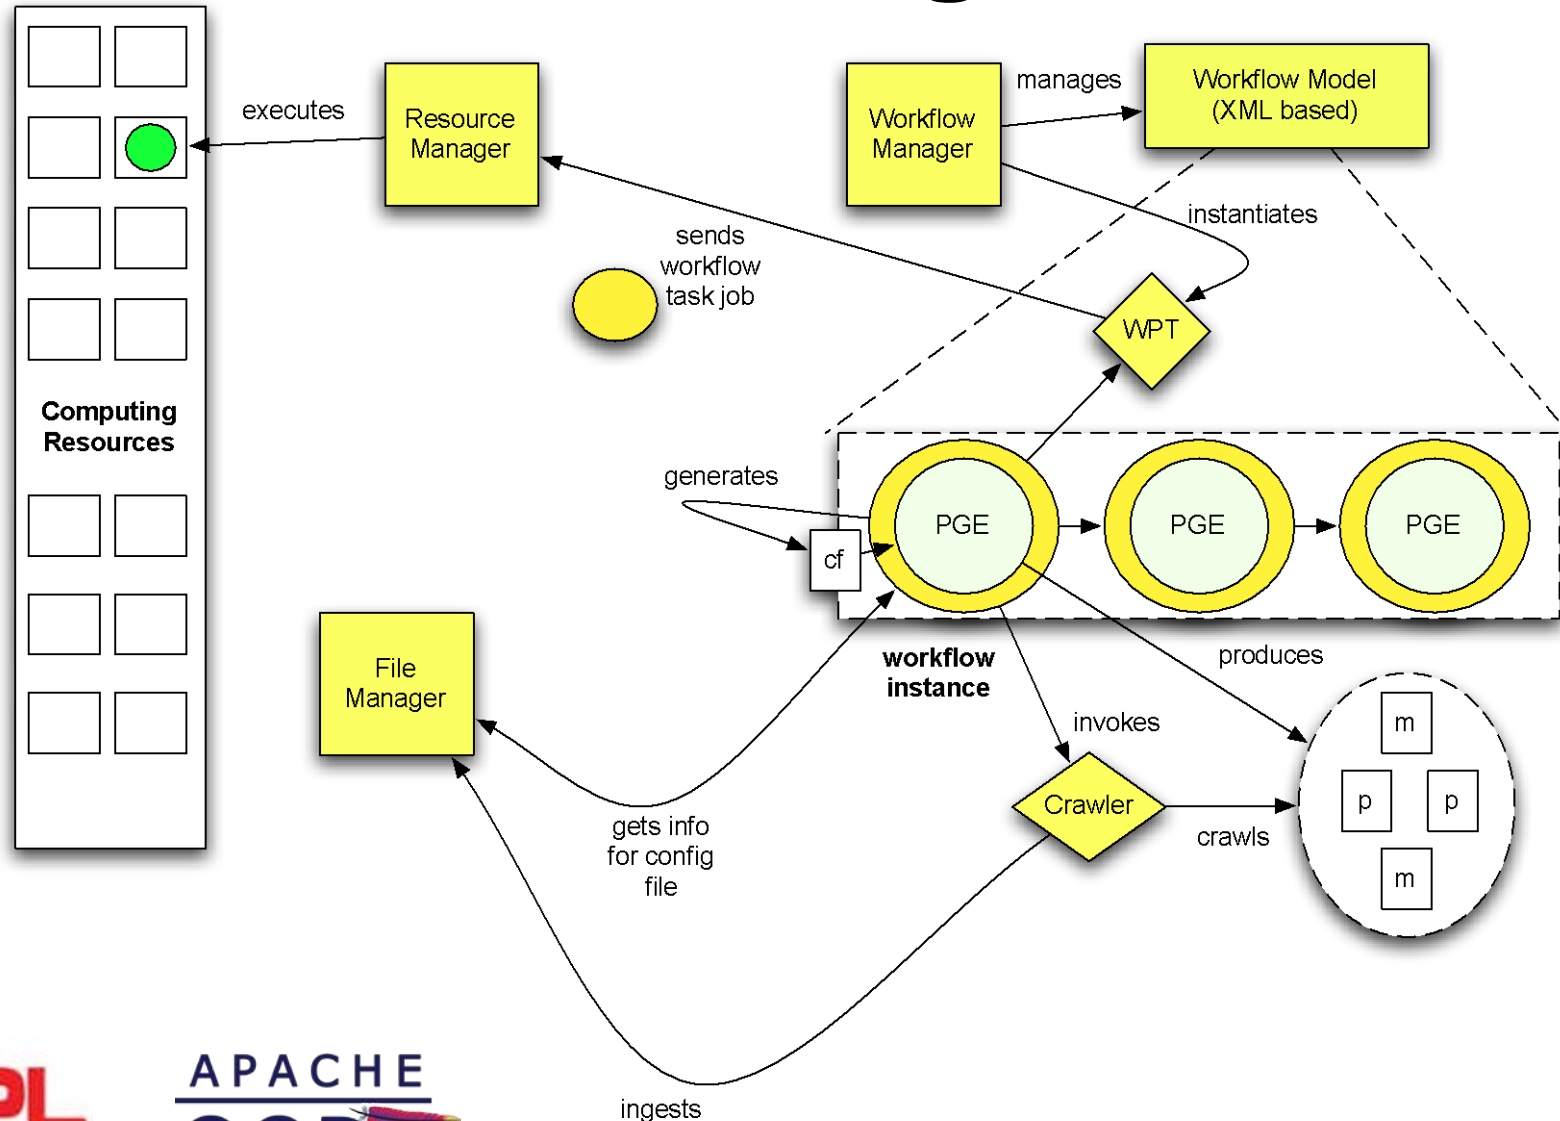 executes
Resource
Manager
Workflow
Manager
manages
Workflow Model
(XML based)
instantiates
sends
workflow
task job
WPT
Computing
Resources
generates
cf
PGE
PGE
PGE
File
Manager
workflow
instance
produces
invokes
m
p
p
m
Crawler
crawls
gets info
for config
file
ingests
APACHE